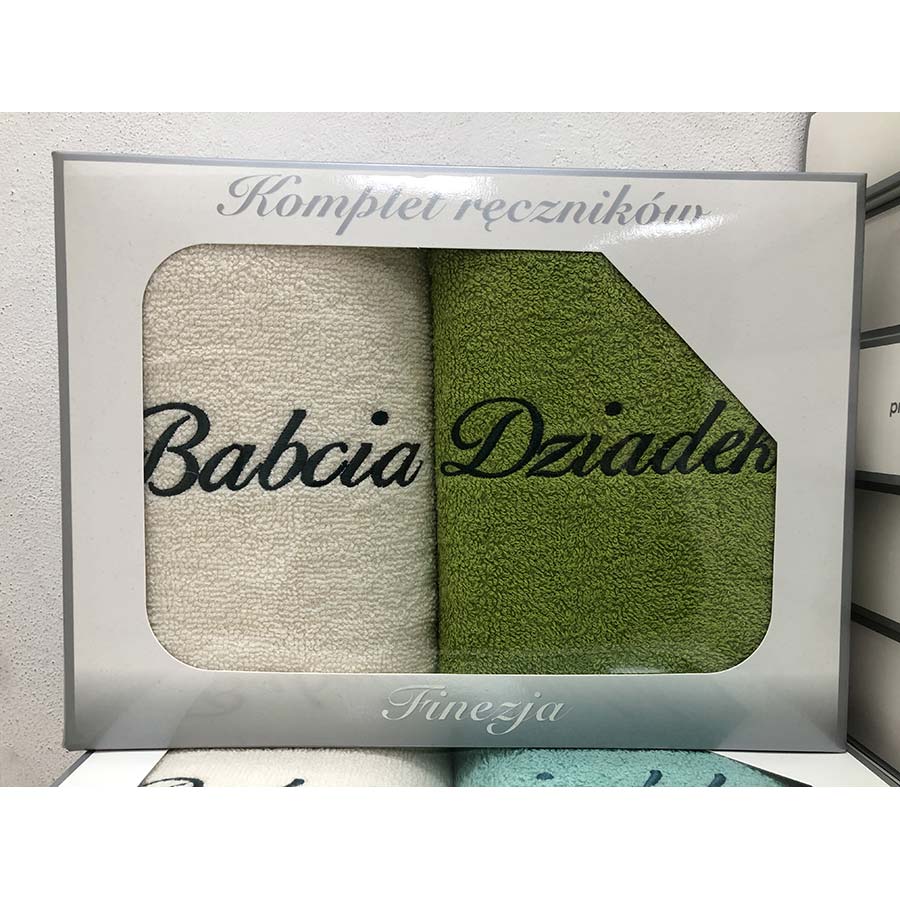 Komplet ręczników
Babcia Dziadek
Finezja